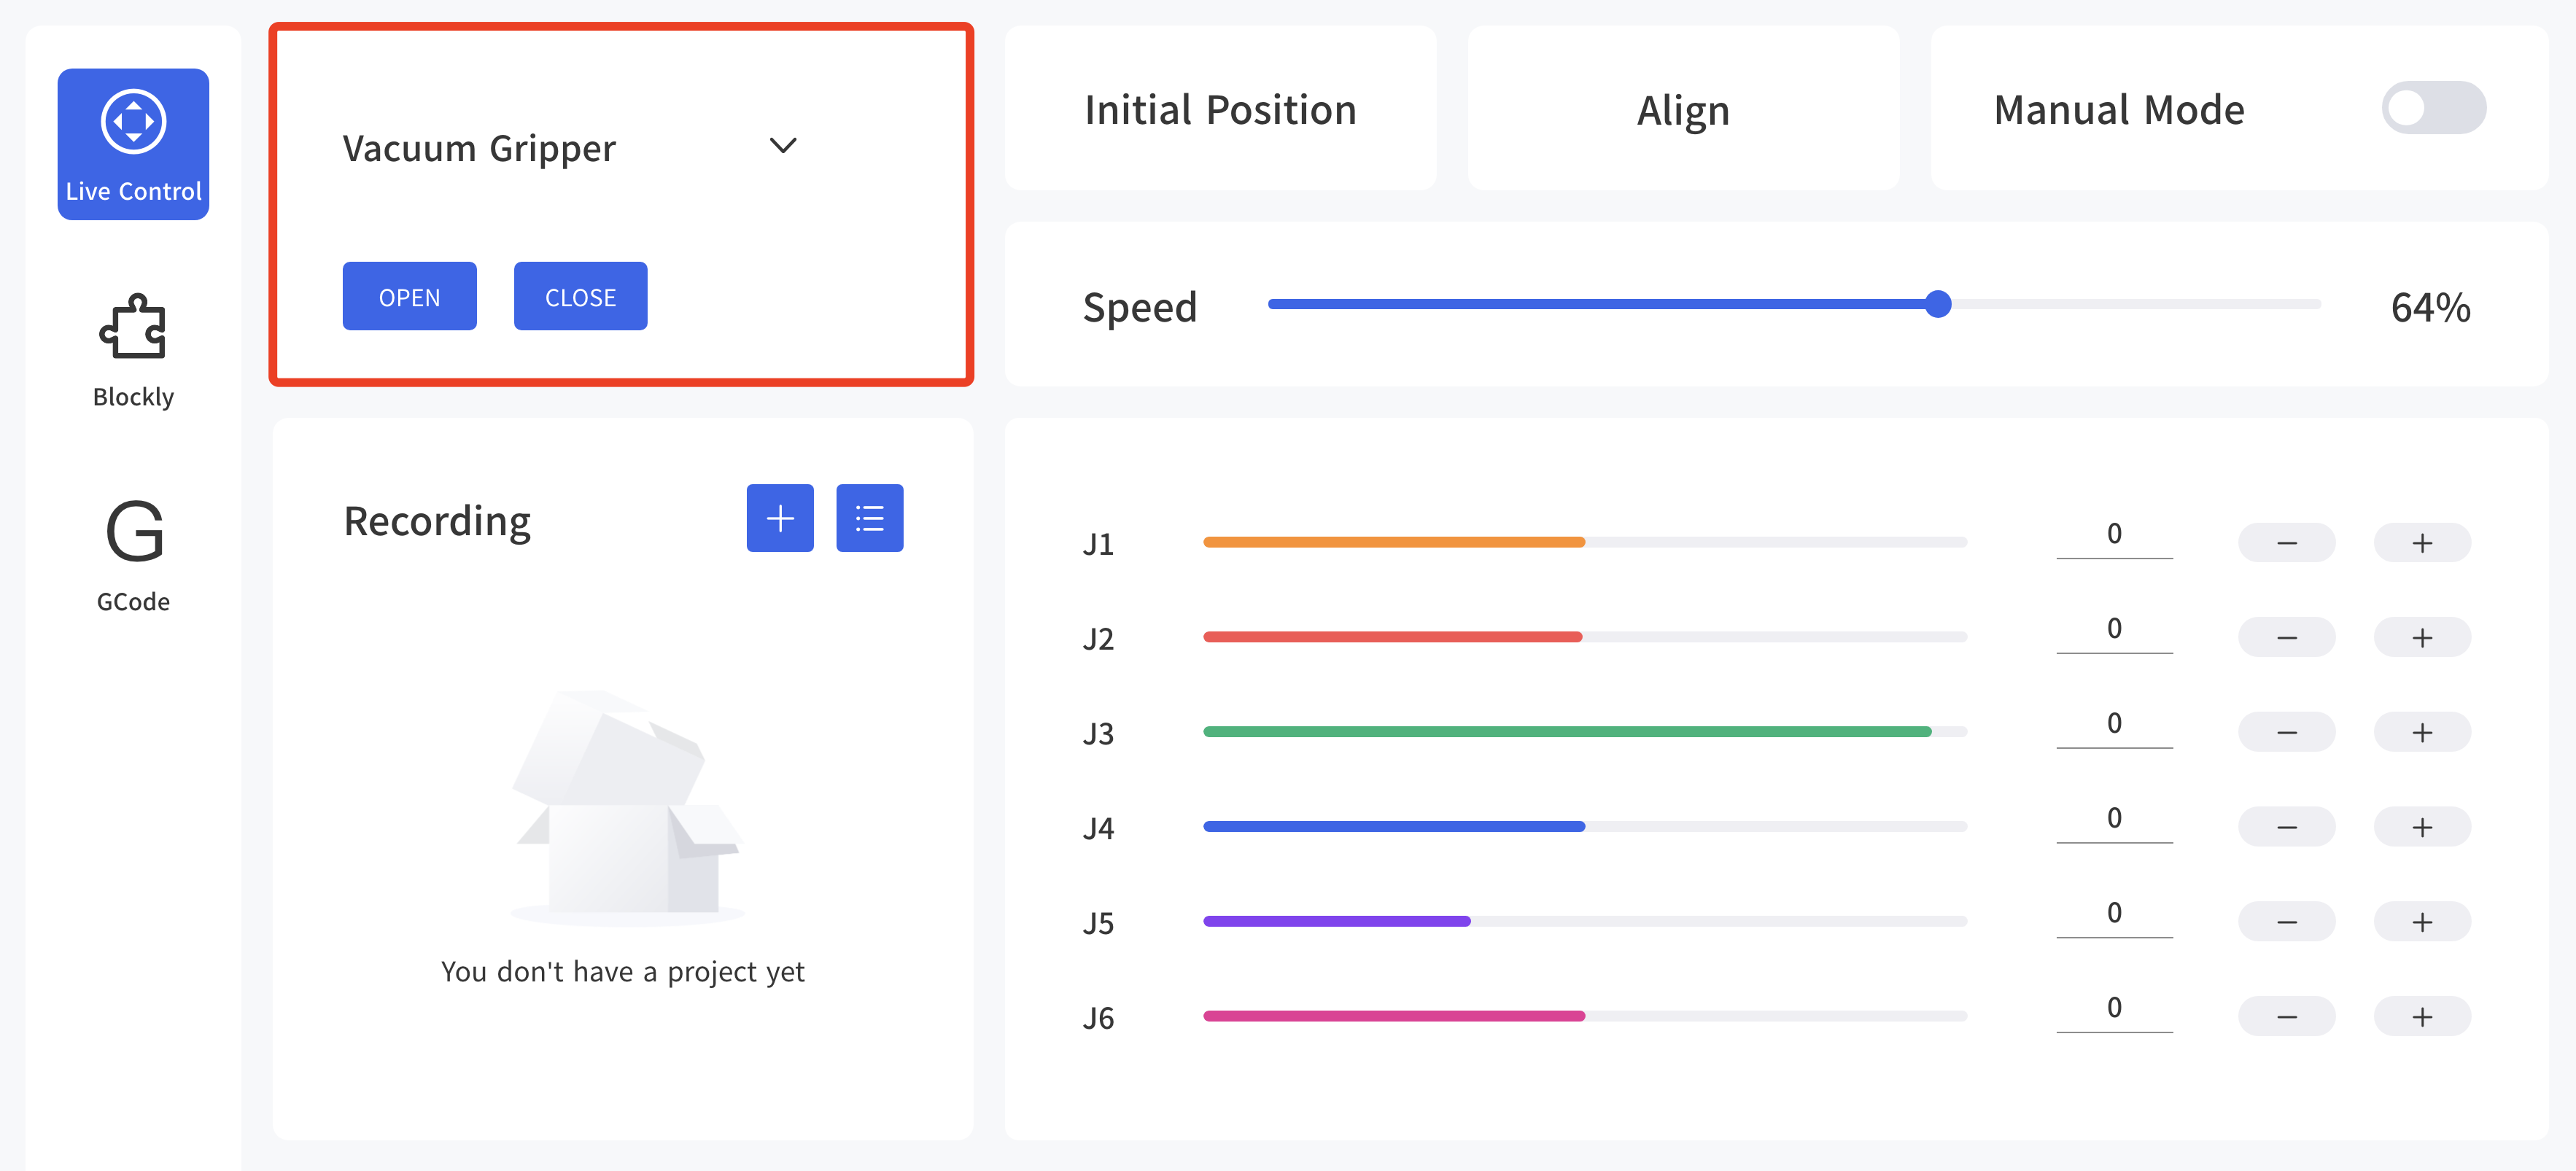 Live Control
Blockly
G
GCode
Vacuum Gripper
OPEN CLOSE
Recording
You don't have a project yet
Initial Position
Align
Manual Mode
Speed 64%
J1 0 − +
J2 0 − +
J3 0 − +
J4 0 − +
J5 0 − +
J6 0 − +